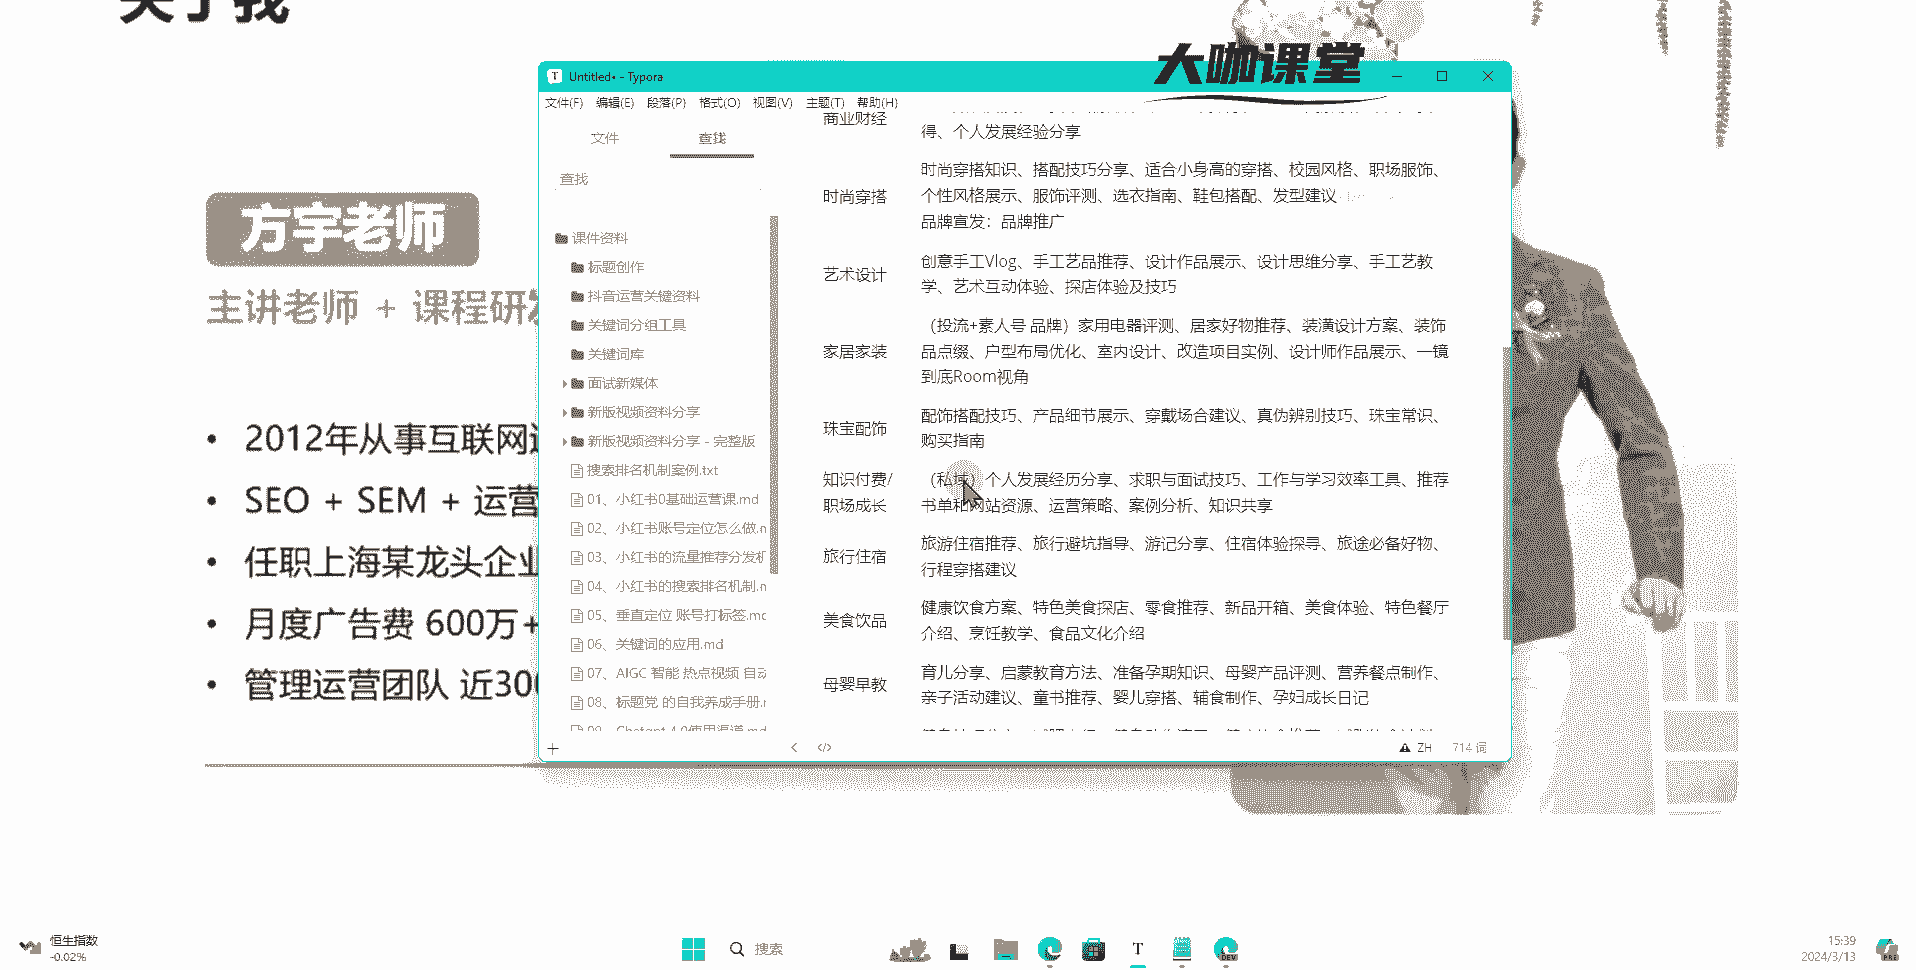 关于我
大咖课堂
Untitled• - Typora
文件(F) 编辑(E) 段落(P) 格式(O) 视图(V) 主题(T) 帮助(H)
文件 查找
查找
课件资料
标题创作
抖音运营关键资料
关键词分组工具
关键词库
面试新媒体
新版视频资料分享
新版视频资料分享 - 完整版
搜索排名机制案例.txt
01、小红书0基础运营课.md
02、小红书账号定位怎么做.m
03、小红书的流量推荐分发机
04、小红书的搜索排名机制.m
05、垂直定位 账号打标签.md
06、关键词的应用.md
07、AIGC 智能 热点视频 自动
08、标题党 的自我养成手册.m
09、Chatgpt 4.0使用渠道.md
商业财经
得、个人发展经验分享
时尚穿搭
时尚穿搭知识、搭配技巧分享、适合小身高的穿搭、校园风格、职场服饰、
个性风格展示、服饰评测、选衣指南、鞋包搭配、发型建议
品牌宣发：品牌推广
艺术设计
创意手工Vlog、手工艺品推荐、设计作品展示、设计思维分享、手工艺教
学、艺术互动体验、探店体验及技巧
家居家装
（投流+素人号 品牌）家用电器评测、居家好物推荐、装潢设计方案、装饰
品点缀、户型布局优化、室内设计、改造项目实例、设计师作品展示、一镜
到底Room视角
珠宝配饰
配饰搭配技巧、产品细节展示、穿戴场合建议、真伪辨别技巧、珠宝常识、
购买指南
知识付费/
职场成长
（私域）个人发展经历分享、求职与面试技巧、工作与学习效率工具、推荐
书单和网站资源、运营策略、案例分析、知识共享
旅行住宿
旅游住宿推荐、旅行避坑指导、游记分享、住宿体验探寻、旅途必备好物、
行程穿搭建议
美食饮品
健康饮食方案、特色美食探店、零食推荐、新品开箱、美食体验、特色餐厅
介绍、烹饪教学、食品文化介绍
母婴早教
育儿分享、启蒙教育方法、准备孕期知识、母婴产品评测、营养餐点制作、
亲子活动建议、童书推荐、婴儿穿搭、辅食制作、孕妇成长日记
ZH 714 词
方宇老师
主讲老师 + 课程研发
• 2012年从事互联网
• SEO + SEM + 运营
• 任职上海某龙头企业
• 月度广告费 600万+
• 管理运营团队 近300
恒生指数
-0.02%
搜索
T
DEV
15:39
2024/3/13
PRE